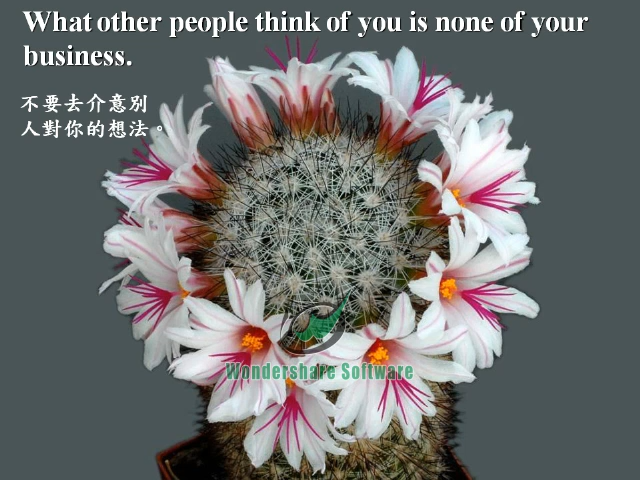 What other people think of you is none of your
business.
不要去介意別
人對你的想法。
Wondershare Software